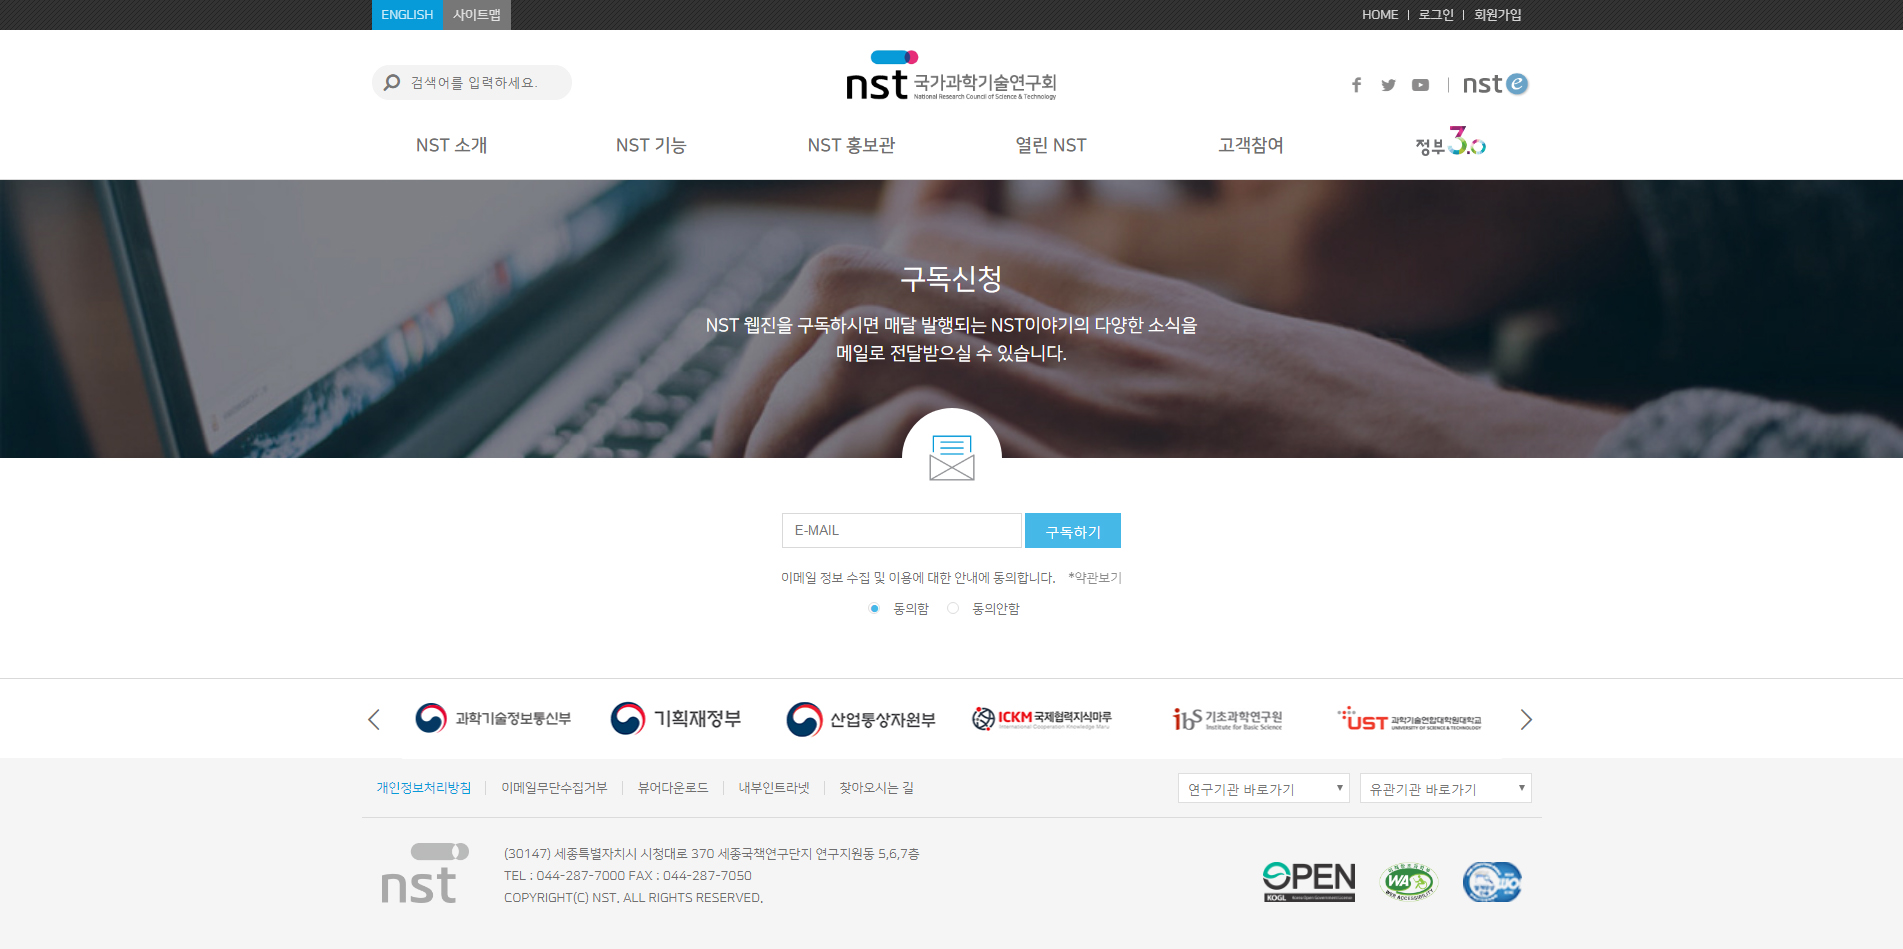 ENGLISH 사이트맵
HOME 로그인 회원가입
검색어를 입력하세요.
nst 국가과학기술연구회
National Research Council of Science & Technology
nst e
NST 소개
NST 기능
NST 홍보관
열린 NST
고객참여
정부 3.0
구독신청
NST 웹진을 구독하시면 매달 발행되는 NST이야기의 다양한 소식을
메일로 전달받으실 수 있습니다.
E-MAIL
구독하기
이메일 정보 수집 및 이용에 대한 안내에 동의합니다. *약관보기
동의함 동의안함
과학기술정보통신부
기획재정부
산업통상자원부
ICKM 국제협력지식마루
International Cooperation Knowledge Maru
ibs 기초과학연구원
Institute for Basic Science
UST 과학기술연합대학원대학교
UNIVERSITY OF SCIENCE & TECHNOLOGY
개인정보처리방침 이메일무단수집거부 뷰어다운로드 내부인트라넷 찾아오시는 길
연구기관 바로가기
유관기관 바로가기
nst
(30147) 세종특별자치시 시청대로 370 세종국책연구단지 연구지원동 5,6,7층
TEL : 044-287-7000 FAX : 044-287-7050
COPYRIGHT(C) NST. ALL RIGHTS RESERVED.
OPEN
KOGL
WA
WEB ACCESSIBILITY